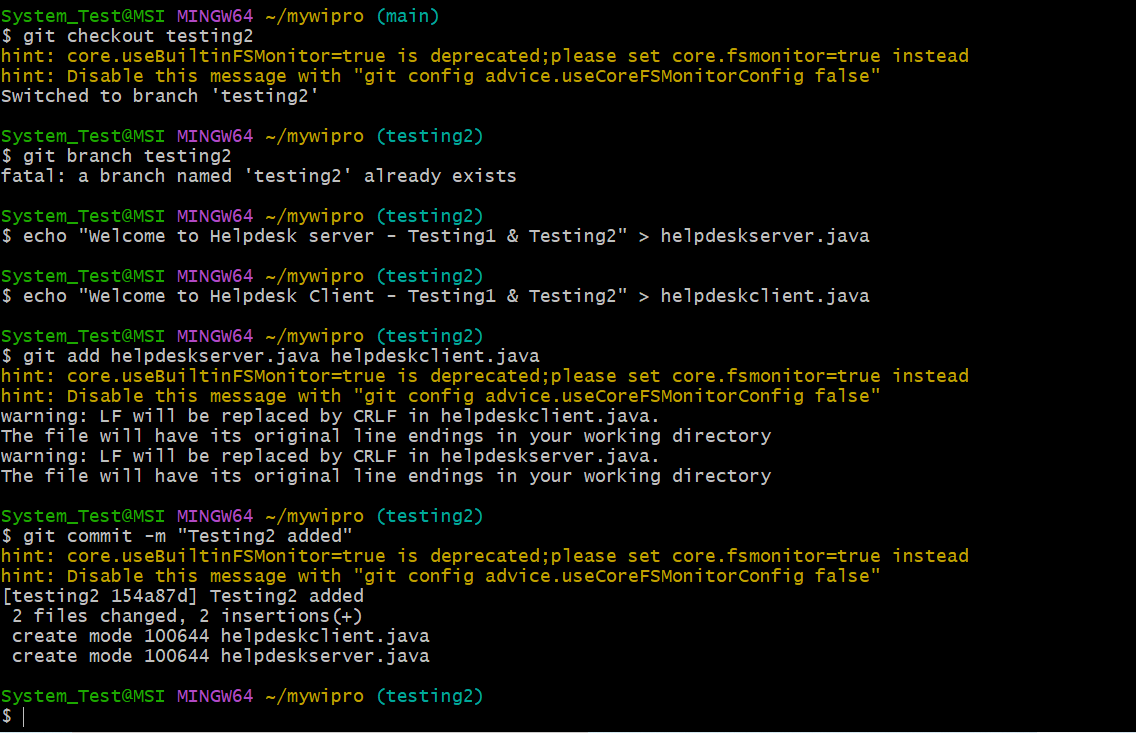 System_Test@MSI MINGW64 ~/mywipro (main)
$ git checkout testing2
hint: core.useBuiltinFSMonitor=true is deprecated;please set core.fsmonitor=true instead
hint: Disable this message with "git config advice.useCoreFSMonitorConfig false"
Switched to branch 'testing2'

System_Test@MSI MINGW64 ~/mywipro (testing2)
$ git branch testing2
fatal: a branch named 'testing2' already exists

System_Test@MSI MINGW64 ~/mywipro (testing2)
$ echo "Welcome to Helpdesk server - Testing1 & Testing2" > helpdeskserver.java

System_Test@MSI MINGW64 ~/mywipro (testing2)
$ echo "Welcome to Helpdesk Client - Testing1 & Testing2" > helpdeskclient.java

System_Test@MSI MINGW64 ~/mywipro (testing2)
$ git add helpdeskserver.java helpdeskclient.java
hint: core.useBuiltinFSMonitor=true is deprecated;please set core.fsmonitor=true instead
hint: Disable this message with "git config advice.useCoreFSMonitorConfig false"
warning: LF will be replaced by CRLF in helpdeskclient.java.
The file will have its original line endings in your working directory
warning: LF will be replaced by CRLF in helpdeskserver.java.
The file will have its original line endings in your working directory

System_Test@MSI MINGW64 ~/mywipro (testing2)
$ git commit -m "Testing2 added"
hint: core.useBuiltinFSMonitor=true is deprecated;please set core.fsmonitor=true instead
hint: Disable this message with "git config advice.useCoreFSMonitorConfig false"
[testing2 154a87d] Testing2 added
 2 files changed, 2 insertions(+)
 create mode 100644 helpdeskclient.java
 create mode 100644 helpdeskserver.java

System_Test@MSI MINGW64 ~/mywipro (testing2)
$